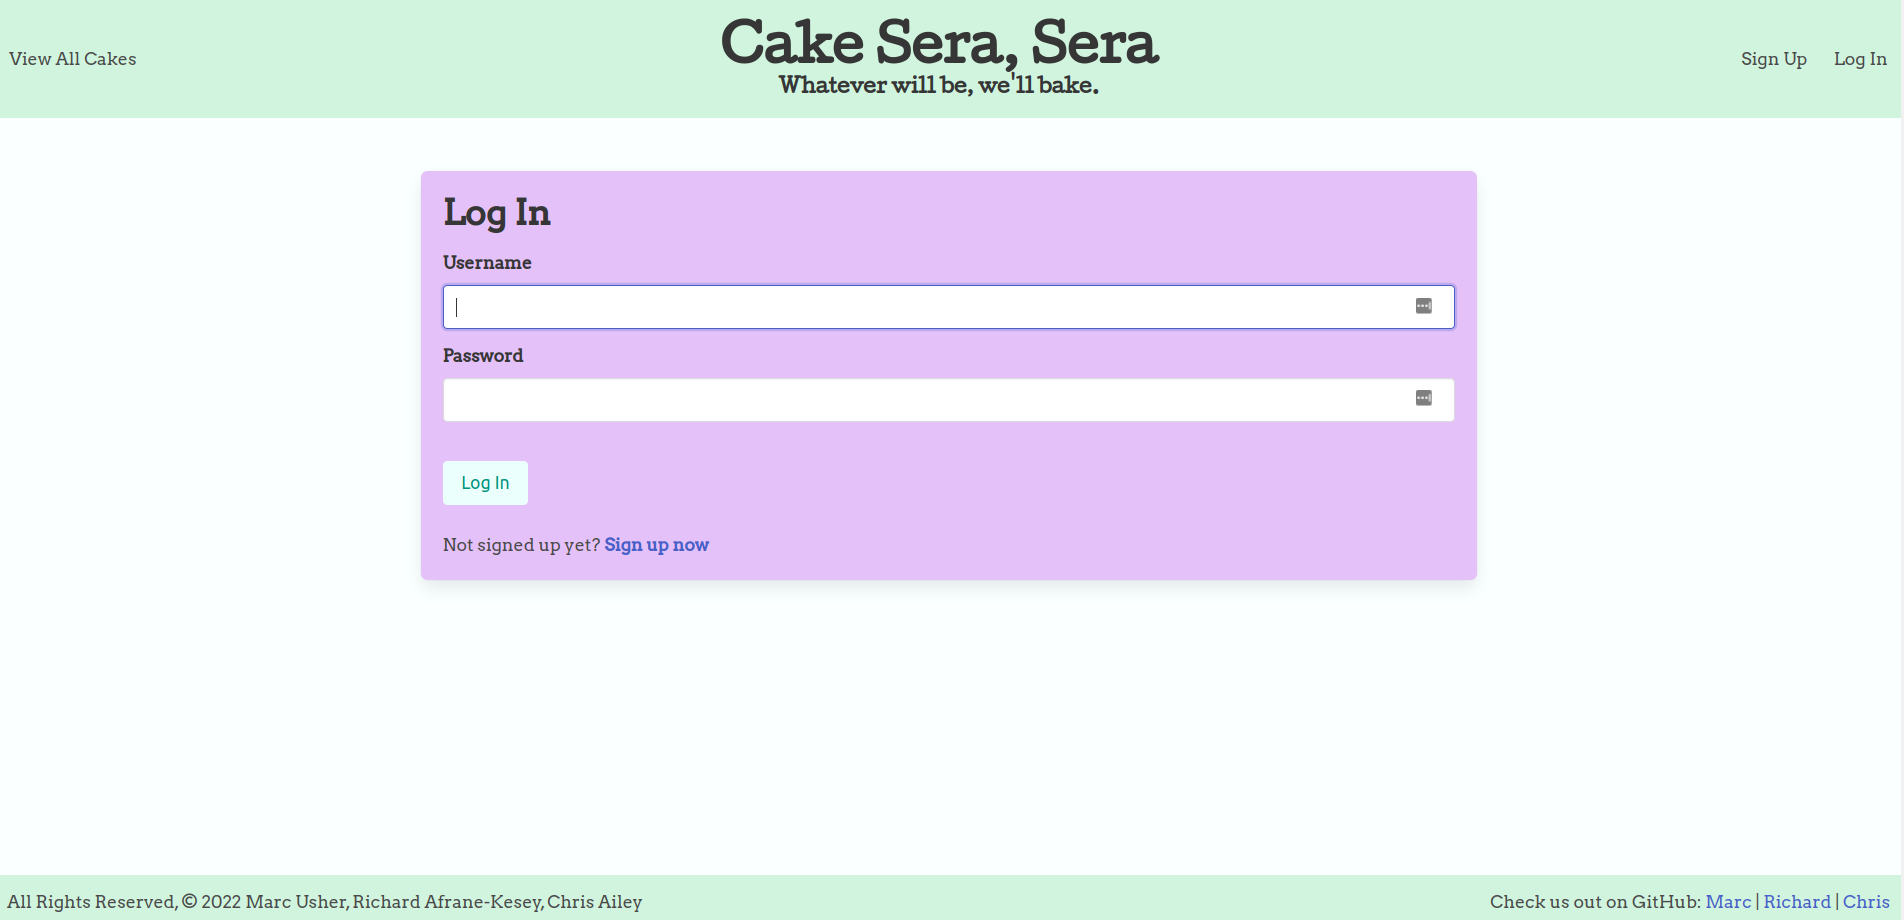 View All Cakes
Cake Sera, Sera
Whatever will be, we'll bake.
Sign Up
Log In
Log In
Username
Password
Log In
Not signed up yet? Sign up now
All Rights Reserved, © 2022 Marc Usher, Richard Afrane-Kesey, Chris Ailey
Check us out on GitHub: Marc | Richard | Chris